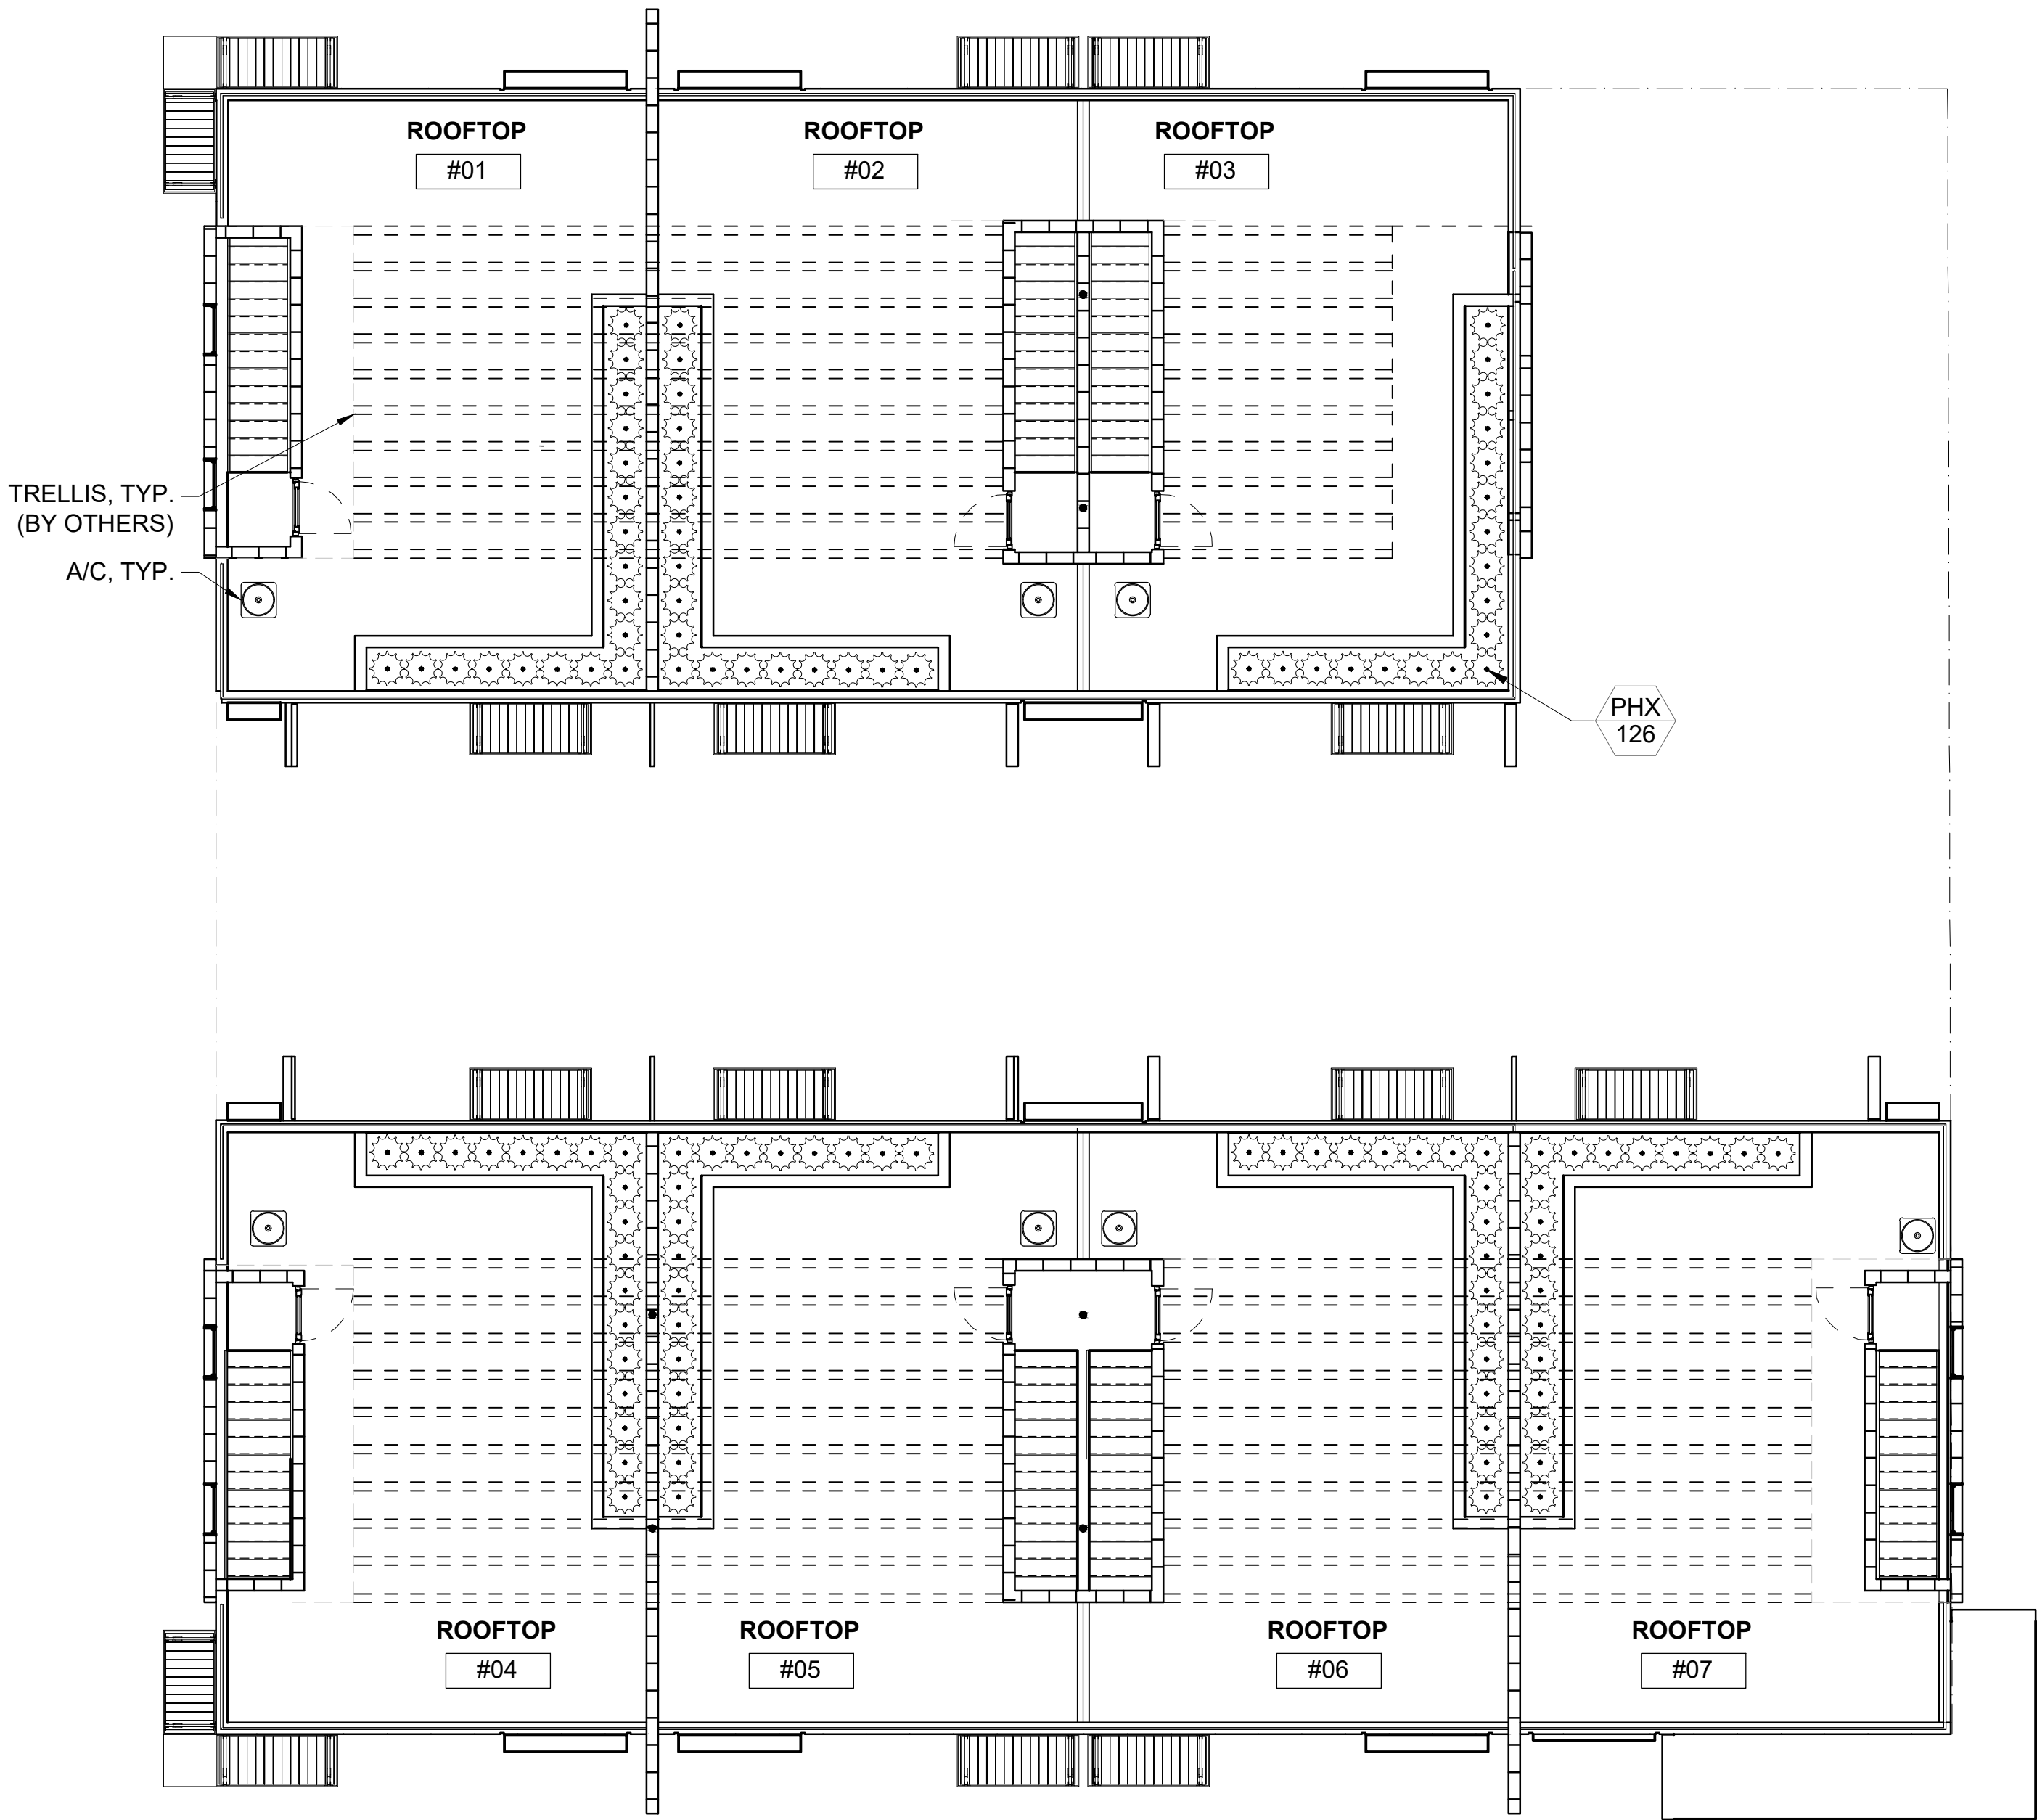 ROOFTOP
#01
ROOFTOP
#02
ROOFTOP
#03
TRELLIS, TYP.
(BY OTHERS)
A/C, TYP.
PHX
126
ROOFTOP
#04
ROOFTOP
#05
ROOFTOP
#06
ROOFTOP
#07